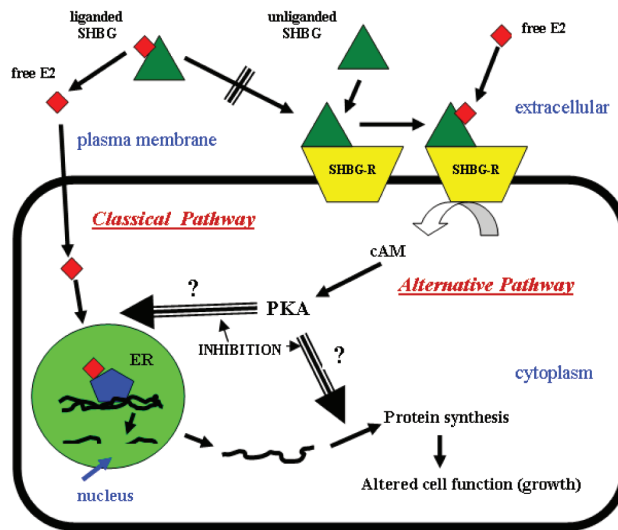 liganded
SHBG
unliganded
SHBG
free E2
free E2
extracellular
plasma membrane
SHBG-R
SHBG-R
Classical Pathway
cAM
Alternative Pathway
?
PKA
INHIBITION
?
ER
cytoplasm
Protein synthesis
nucleus
Altered cell function (growth)